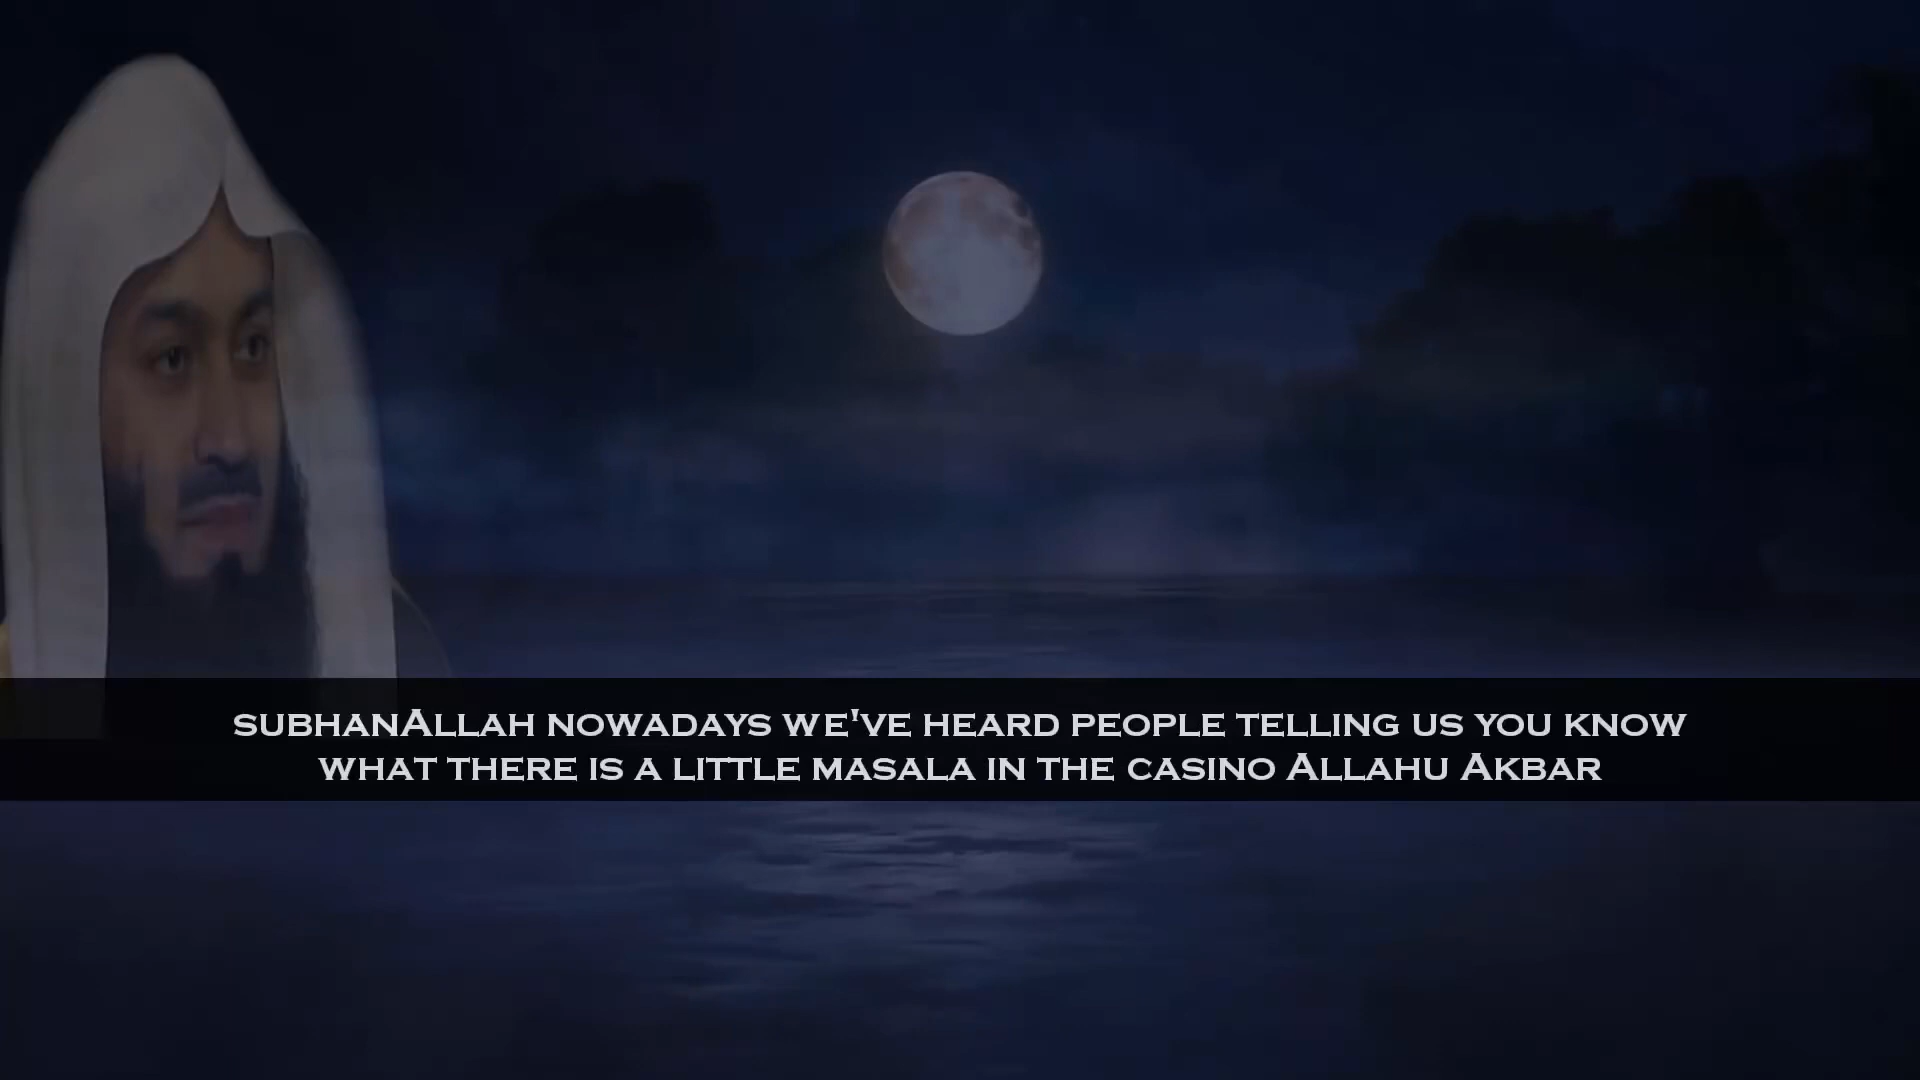 subhanAllah nowadays we've heard people telling us you know
what there is a little masala in the casino Allahu Akbar